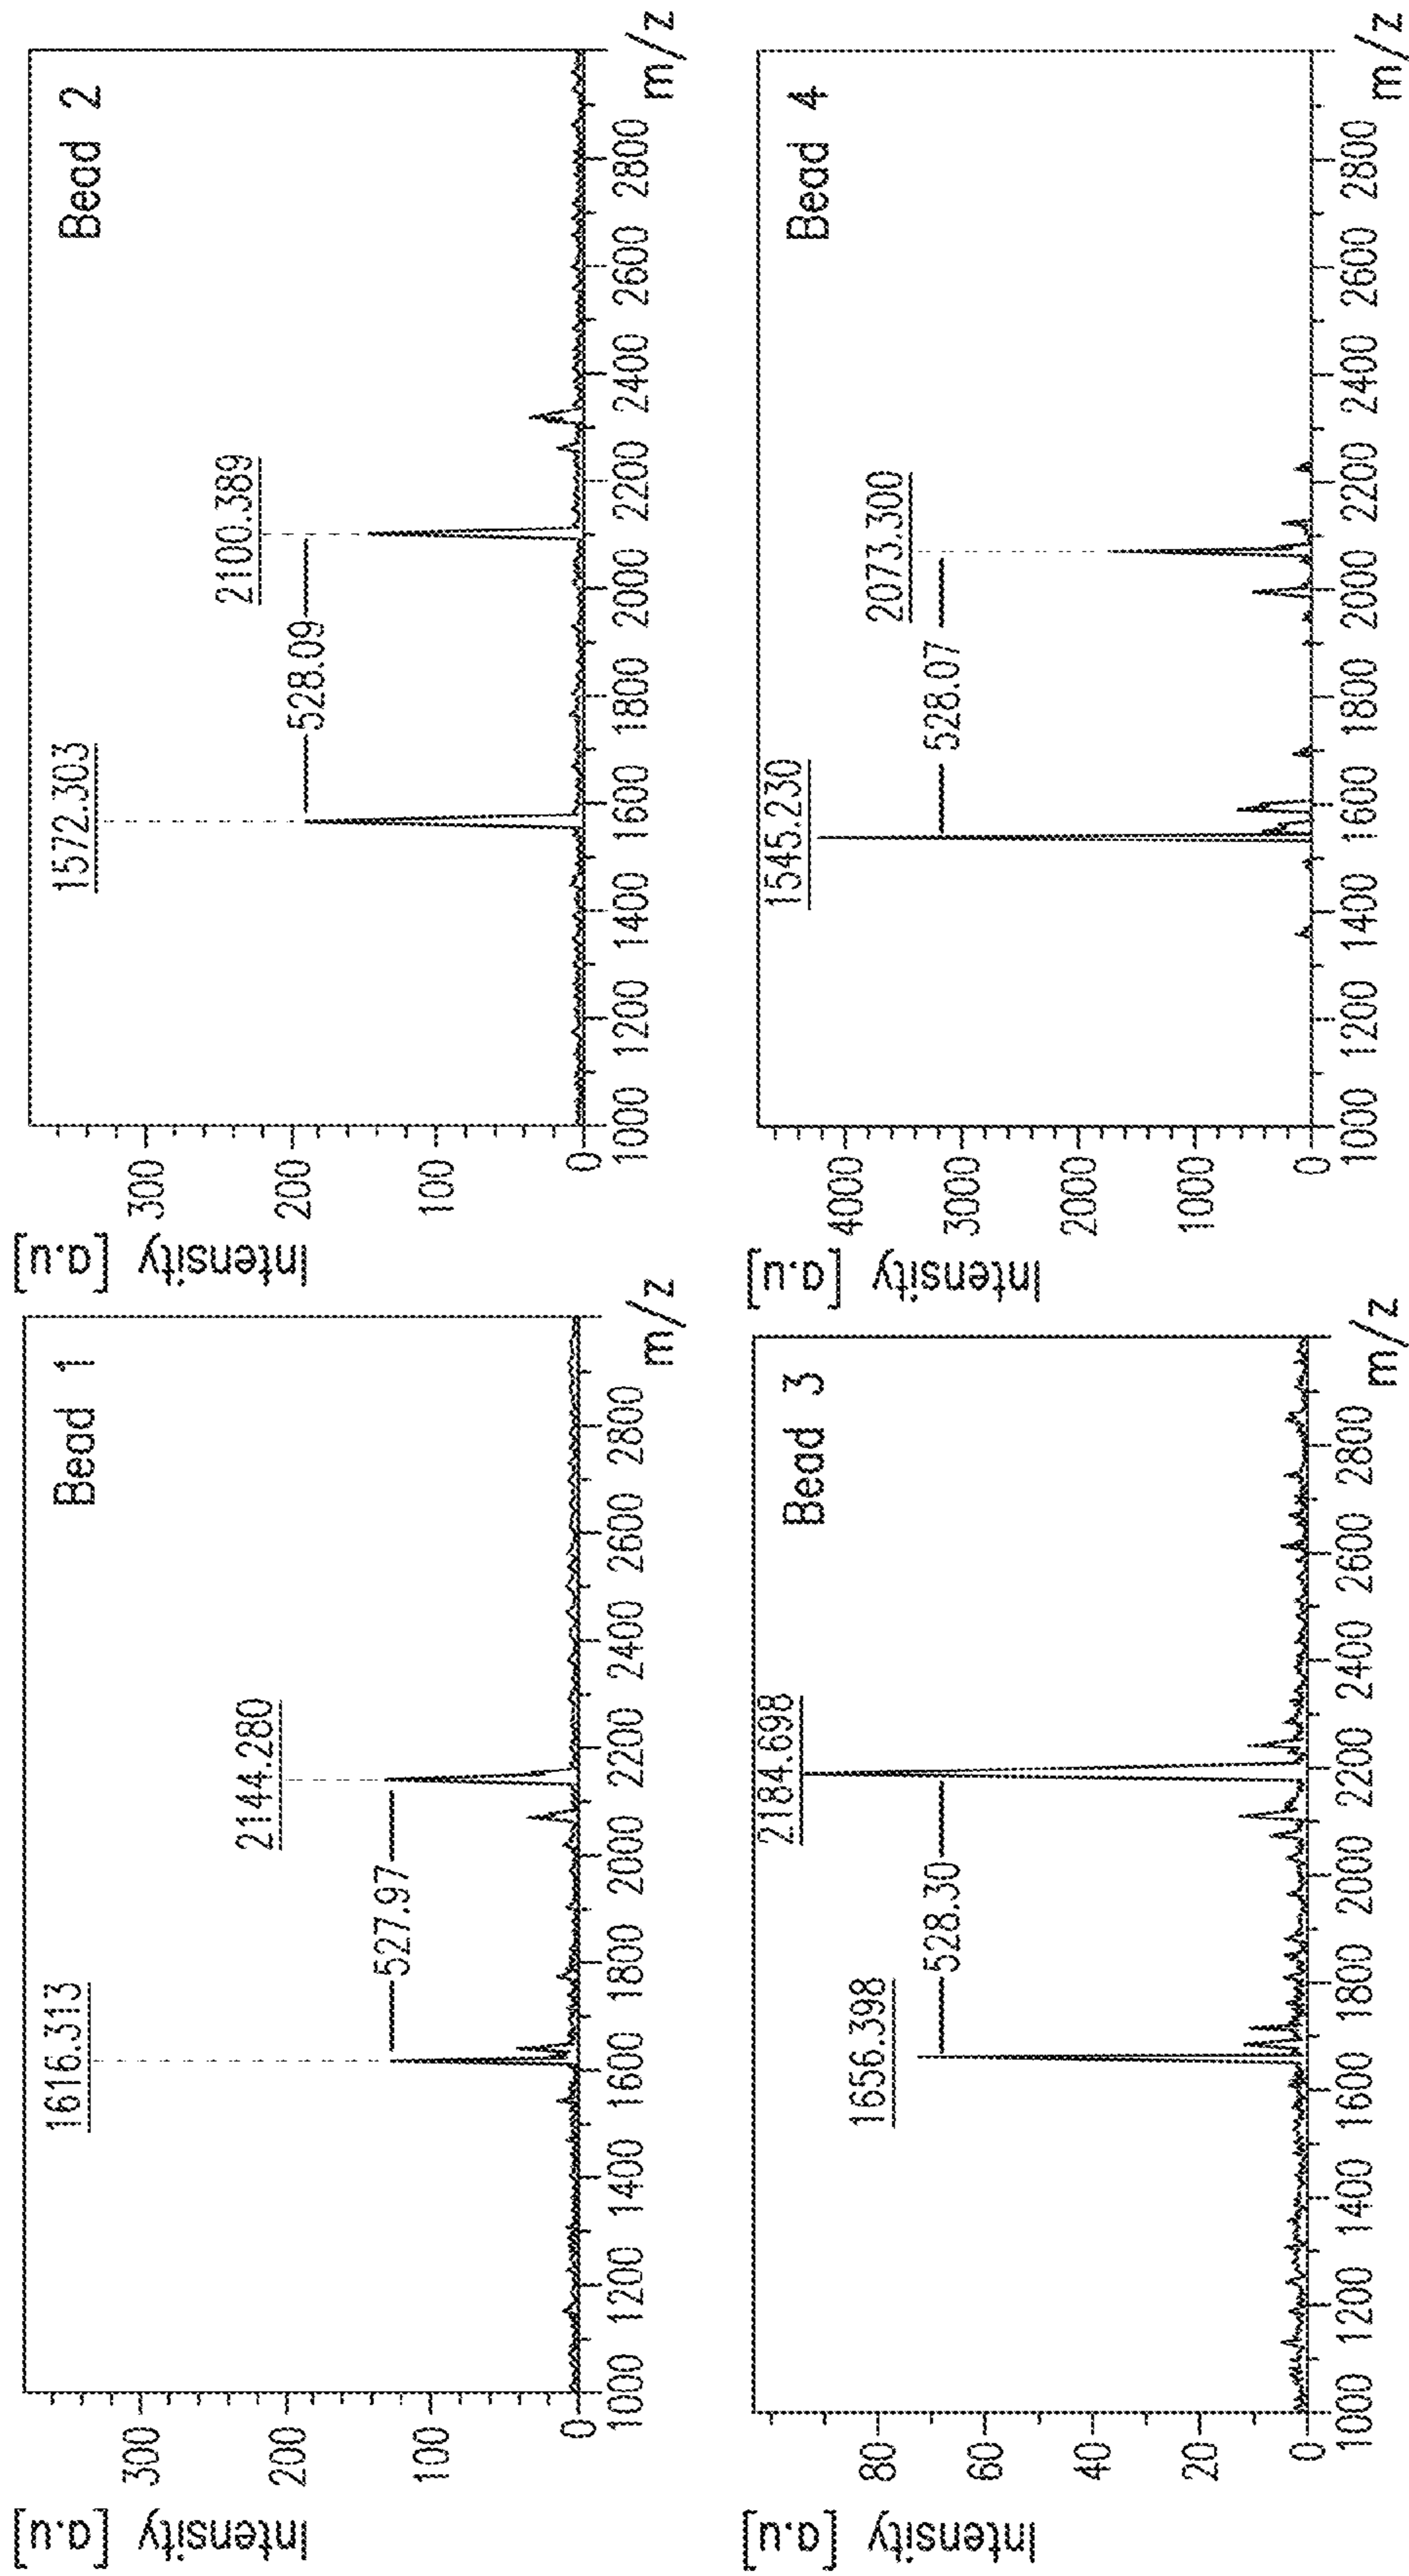 Bead 1
Intensity [a.u]
300
200
100
0
1616.313
2144.280
527.97
1000 1200 1400 1600 1800 2000 2200 2400 2600 2800
m/z
Bead 2
Intensity [a.u]
300
200
100
0
1572.303
2100.389
528.09
1000 1200 1400 1600 1800 2000 2200 2400 2600 2800
m/z
Bead 3
Intensity [a.u]
80
60
40
20
0
1656.398
2184.698
528.30
1000 1200 1400 1600 1800 2000 2200 2400 2600 2800
m/z
Bead 4
Intensity [a.u]
4000
3000
2000
1000
0
1545.230
2073.300
528.07
1000 1200 1400 1600 1800 2000 2200 2400 2600 2800
m/z